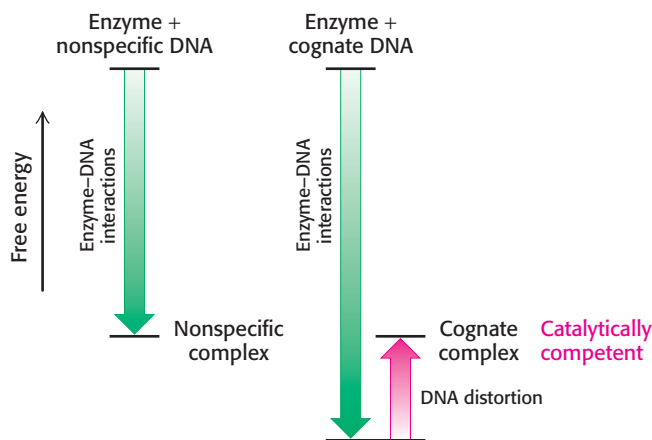 Enzyme +
nonspecific DNA
Enzyme +
cognate DNA
Free energy
Enzyme–DNA
interactions
Enzyme–DNA
interactions
Nonspecific
complex
Cognate
complex
Catalytically
competent
DNA distortion